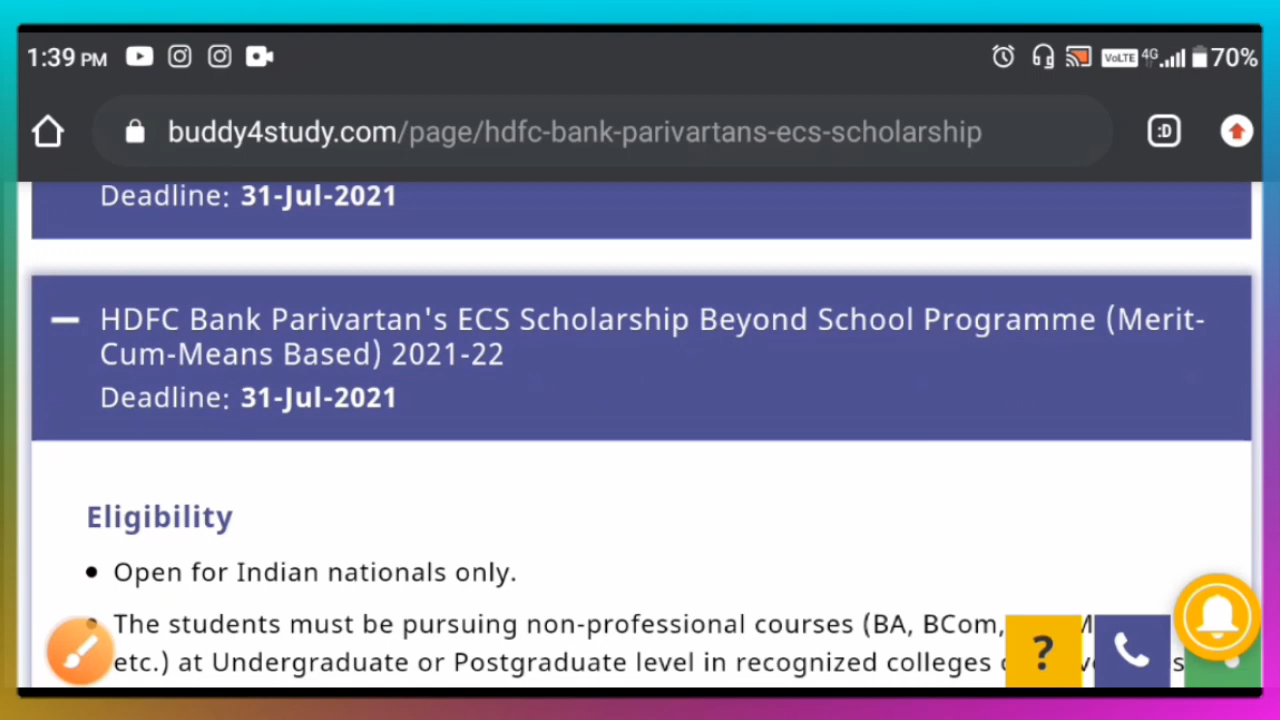 1:39 PM
VoLTE 4G 70%
buddy4study.com/page/hdfc-bank-parivartans-ecs-scholarship
:D
Deadline: 31-Jul-2021
HDFC Bank Parivartan's ECS Scholarship Beyond School Programme (Merit-
Cum-Means Based) 2021-22
Deadline: 31-Jul-2021
Eligibility
Open for Indian nationals only.
The students must be pursuing non-professional courses (BA, BCom,
?
etc.) at Undergraduate or Postgraduate level in recognized colleges